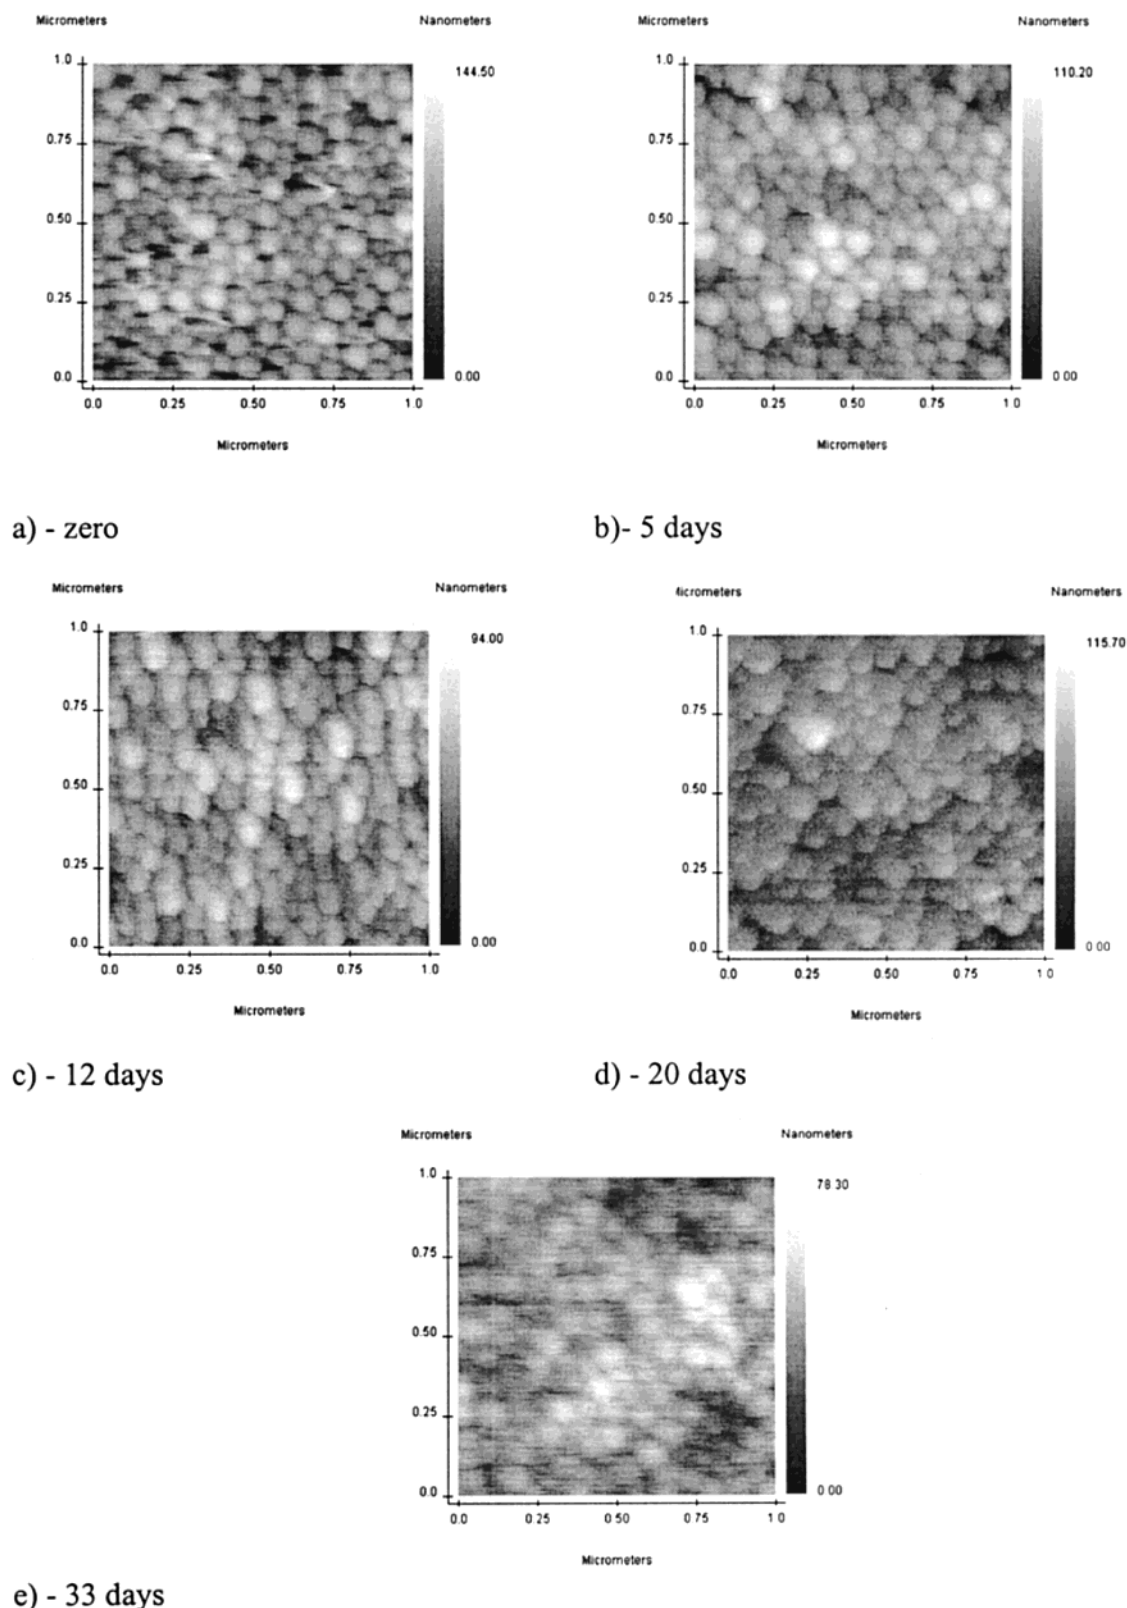 Micrometers Nanometers
1.0
144.50
0.75
0.50
0.25
0.0
0.00
0.0 0.25 0.50 0.75 1.0
Micrometers
a) - zero
Micrometers Nanometers
1.0
110.20
0.75
0.50
0.25
0.0
0 00
0.0 0.25 0.50 0.75 1 0
Micrometers
b)- 5 days
Micrometers Nanometers
1.0
94.00
0.75
0.50
0.25
0.0
0.00
0.0 0.25 0.50 0.75 1.0
Micrometers
c) - 12 days
Micrometers Nanometers
1.0
115.70
0.75
0.50
0.25
0.0
0 00
0.0 0.25 0.50 0.75 1 0
Micrometers
d) - 20 days
Micrometers Nanometers
1.0
78 30
0.75
0.50
0.25
0.0
0 00
0.0 0 25 0.50 0 75 1 0
Micrometers
e) - 33 days